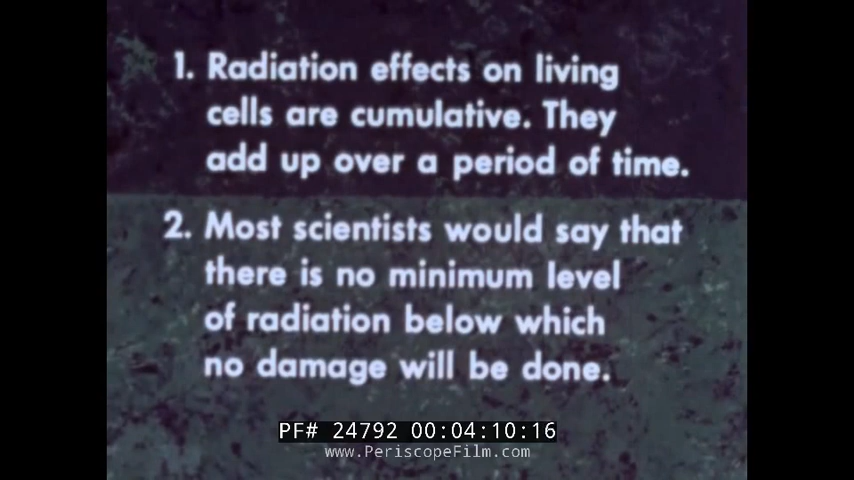 1. Radiation effects on living
cells are cumulative. They
add up over a period of time.
2. Most scientists would say that
there is no minimum level
of radiation below which
no damage will be done.
PF# 24792 00:04:10:16
www.PeriscopeFilm.com